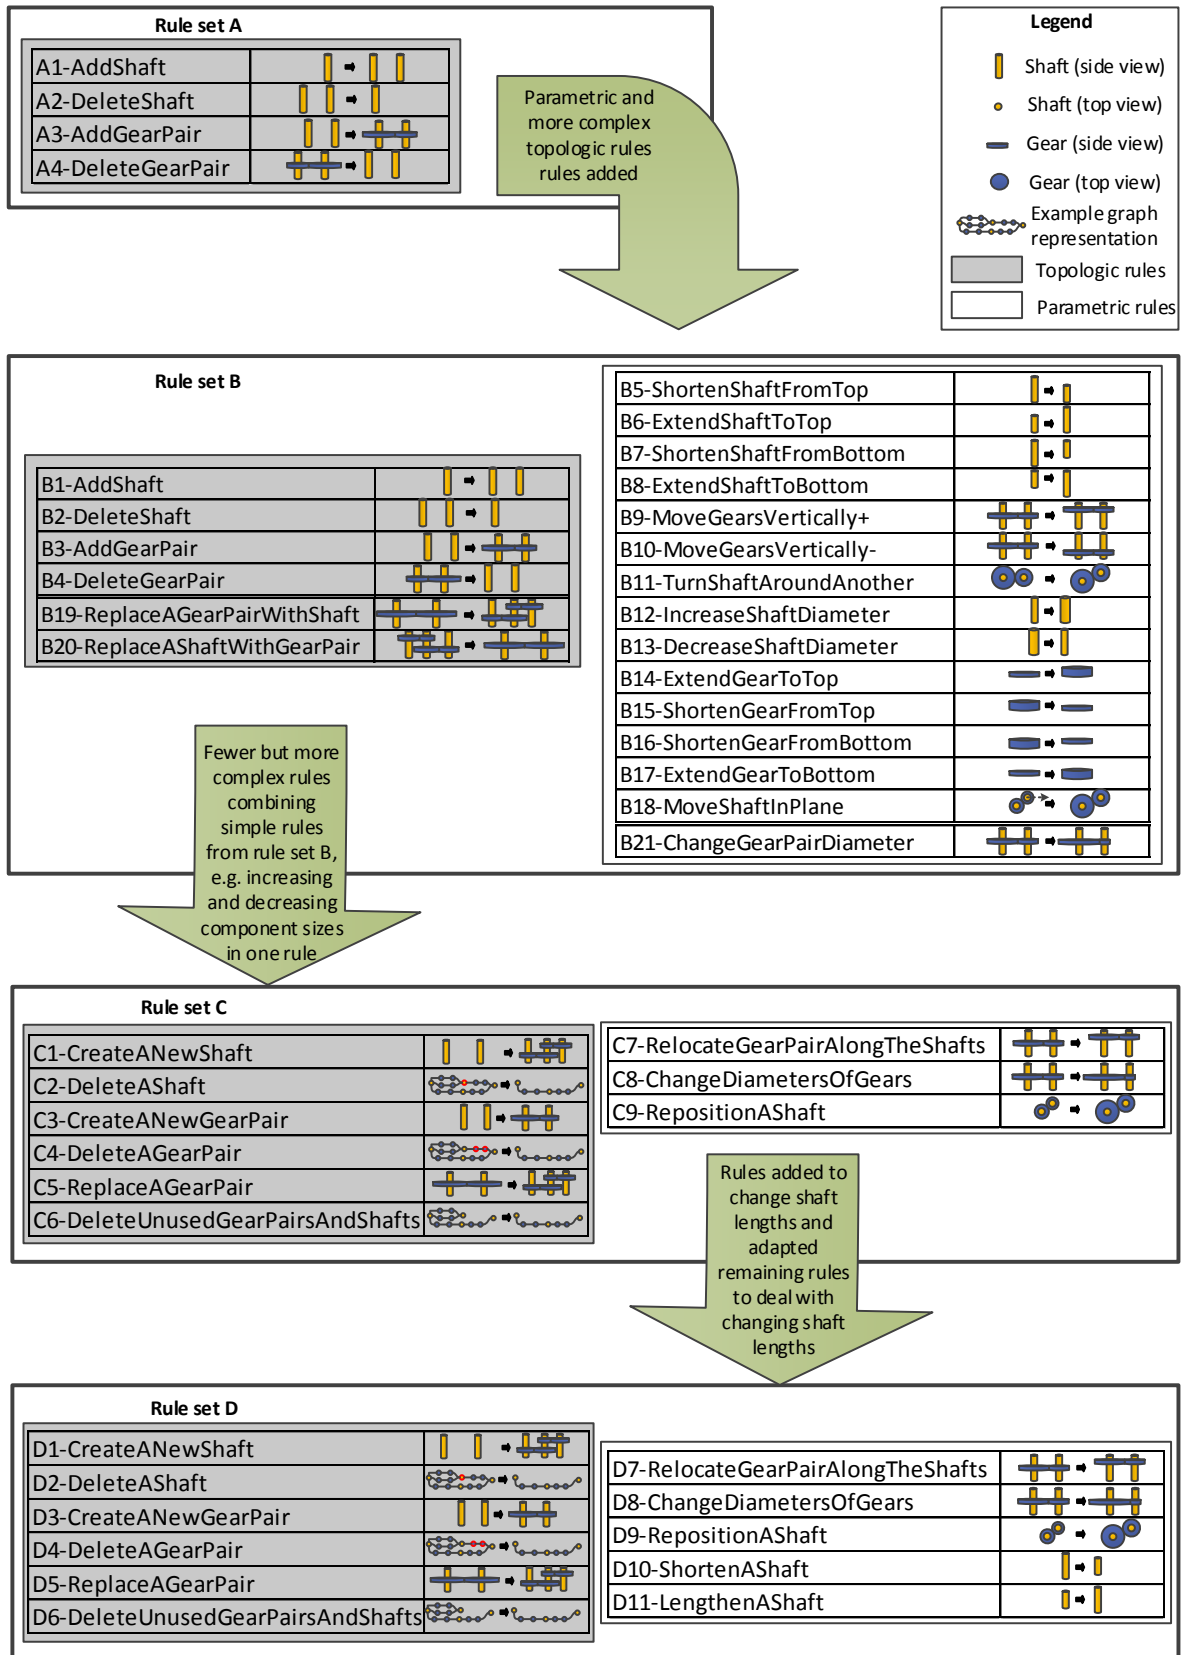 Rule set A
A1-AddShaft
A2-DeleteShaft
A3-AddGearPair
A4-DeleteGearPair
Parametric and
more complex
topologic rules
rules added
Legend
Shaft (side view)
Shaft (top view)
Gear (side view)
Gear (top view)
Example graph
representation
Topologic rules
Parametric rules
Rule set B
B1-AddShaft
B2-DeleteShaft
B3-AddGearPair
B4-DeleteGearPair
B19-ReplaceAGearPairWithShaft
B20-ReplaceAShaftWithGearPair
B5-ShortenShaftFromTop
B6-ExtendShaftToTop
B7-ShortenShaftFromBottom
B8-ExtendShaftToBottom
B9-MoveGearsVertically+
B10-MoveGearsVertically-
B11-TurnShaftAroundAnother
B12-IncreaseShaftDiameter
B13-DecreaseShaftDiameter
B14-ExtendGearToTop
B15-ShortenGearFromTop
B16-ShortenGearFromBottom
B17-ExtendGearToBottom
B18-MoveShaftInPlane
B21-ChangeGearPairDiameter
Fewer but more
complex rules
combining
simple rules
from rule set B,
e.g. increasing
and decreasing
component sizes
in one rule
Rule set C
C1-CreateANewShaft
C2-DeleteAShaft
C3-CreateANewGearPair
C4-DeleteAGearPair
C5-ReplaceAGearPair
C6-DeleteUnusedGearPairsAndShafts
C7-RelocateGearPairAlongTheShafts
C8-ChangeDiametersOfGears
C9-RepositionAShaft
Rules added to
change shaft
lengths and
adapted
remaining rules
to deal with
changing shaft
lengths
Rule set D
D1-CreateANewShaft
D2-DeleteAShaft
D3-CreateANewGearPair
D4-DeleteAGearPair
D5-ReplaceAGearPair
D6-DeleteUnusedGearPairsAndShafts
D7-RelocateGearPairAlongTheShafts
D8-ChangeDiametersOfGears
D9-RepositionAShaft
D10-ShortenAShaft
D11-LengthenAShaft